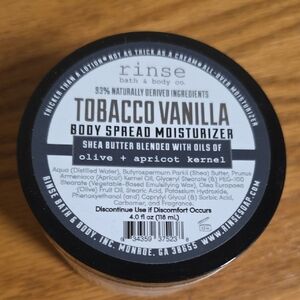 THICKER THAN A LOTION & NOT AS THICK AS A CREAM • ALL-OVER MOISTURIZER
rinse
bath & body co.
93% NATURALLY DERIVED INGREDIENTS
TOBACCO VANILLA
BODY SPREAD MOISTURIZER
SHEA BUTTER BLENDED WITH OILS OF
olive + apricot kernel
Aqua (Distilled Water), Butyrospermum Parkii (Shea) Butter, Prunus
Armeniaca (Apricot) Kernel Oil, Glyceryl Stearate (&) PEG-100
Stearate (Vegetable-Based Emulsifying Wax), Olea Europaea
(Olive) Fruit Oil, Stearic Acid, Potassium Hydroxide,
Phenoxyethanol (&) Caprylyl Glycol (&) Sorbic Acid,
Carbomer, and Fragrance.
Discontinue Use if Discomfort Occurs
4.0 fl oz (118 mL)
34359 37523
RINSE BATH & BODY, INC. MONROE, GA 30655 WWW.RINSESOAP.COM